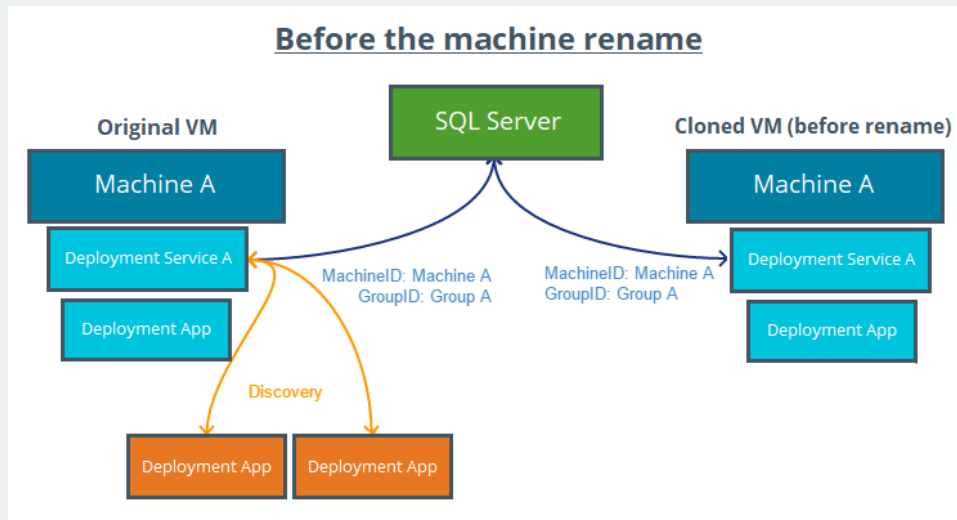 Before the machine rename
SQL Server
Original VM
Cloned VM (before rename)
Machine A
Machine A
Deployment Service A
Deployment Service A
MachineID: Machine A
GroupID: Group A
MachineID: Machine A
GroupID: Group A
Deployment App
Deployment App
Discovery
Deployment App
Deployment App